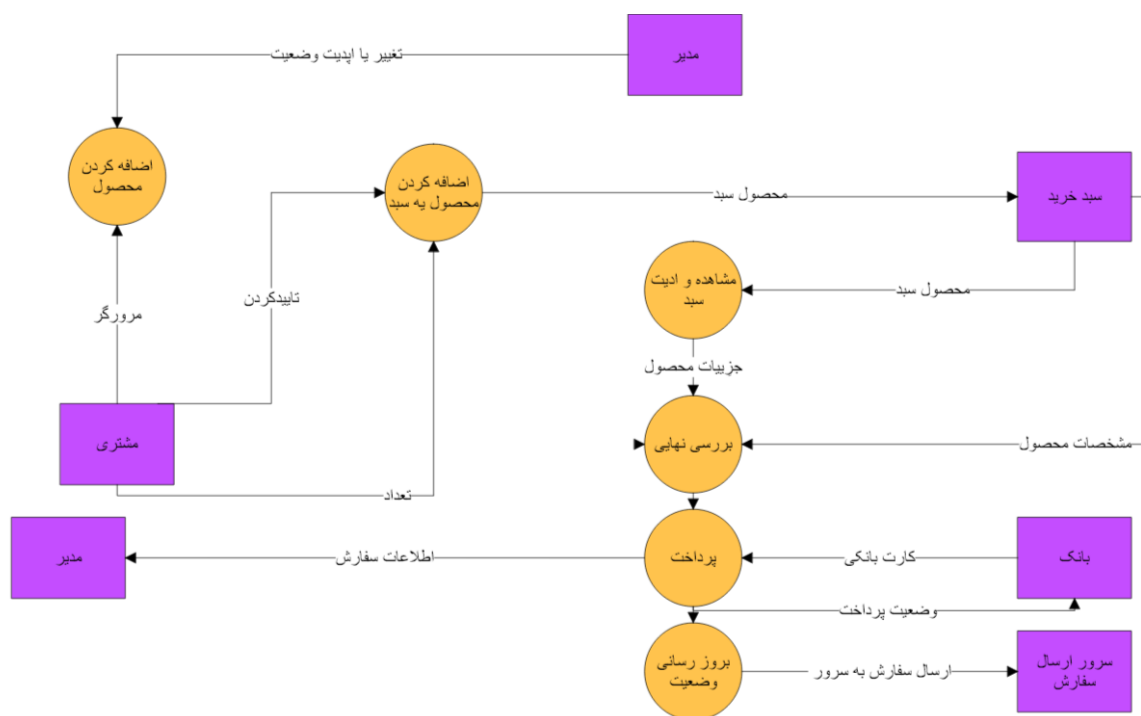 مدیر
تغییر یا اپدیت وضعیت
اضافه کردن
محصول
اضافه کردن
محصول یه سبد
محصول سبد
سبد خرید
مشاهده و ادیت
سبد
محصول سبد
تاییدکردن
مرورگر
جزییات محصول
مشتری
بررسی نهایی
مشخصات محصول
تعداد
مدیر
اطلاعات سفارش
پرداخت
کارت بانکی
بانک
وضعیت پرداخت
بروز رسانی
وضعیت
ارسال سفارش به سرور
سرور ارسال
سفارش